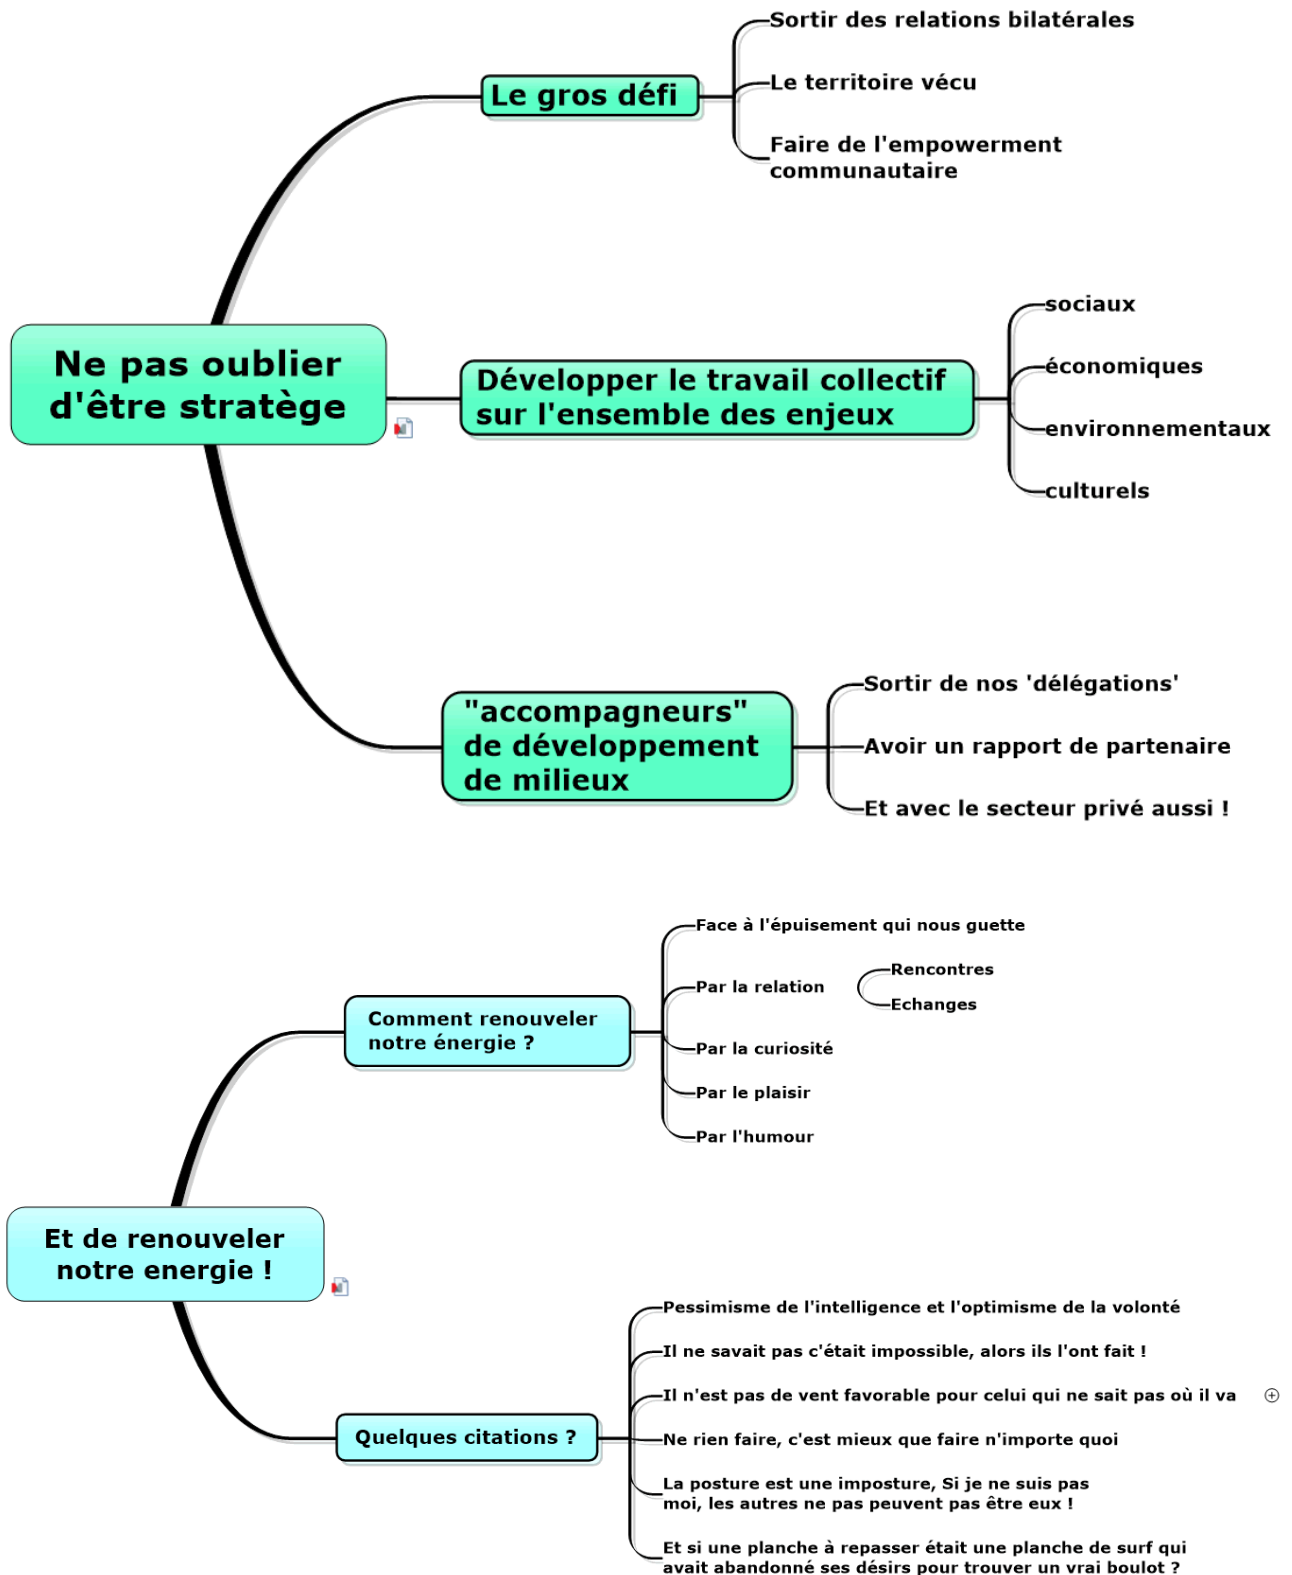 Sortir des relations bilatérales
Le gros défi
Le territoire vécu
Faire de l'empowerment
communautaire
Ne pas oublier
d'être stratège
Développer le travail collectif
sur l'ensemble des enjeux
sociaux
économiques
environnementaux
culturels
"accompagneurs"
de développement
de milieux
Sortir de nos 'délégations'
Avoir un rapport de partenaire
Et avec le secteur privé aussi !
Comment renouveler
notre énergie ?
Face à l'épuisement qui nous guette
Par la relation
Rencontres
Echanges
Par la curiosité
Par le plaisir
Par l'humour
Et de renouveler
notre energie !
Quelques citations ?
Pessimisme de l'intelligence et l'optimisme de la volonté
Il ne savait pas c'était impossible, alors ils l'ont fait !
Il n'est pas de vent favorable pour celui qui ne sait pas où il va
Ne rien faire, c'est mieux que faire n'importe quoi
La posture est une imposture, Si je ne suis pas
moi, les autres ne pas peuvent pas être eux !
Et si une planche à repasser était une planche de surf qui
avait abandonné ses désirs pour trouver un vrai boulot ?